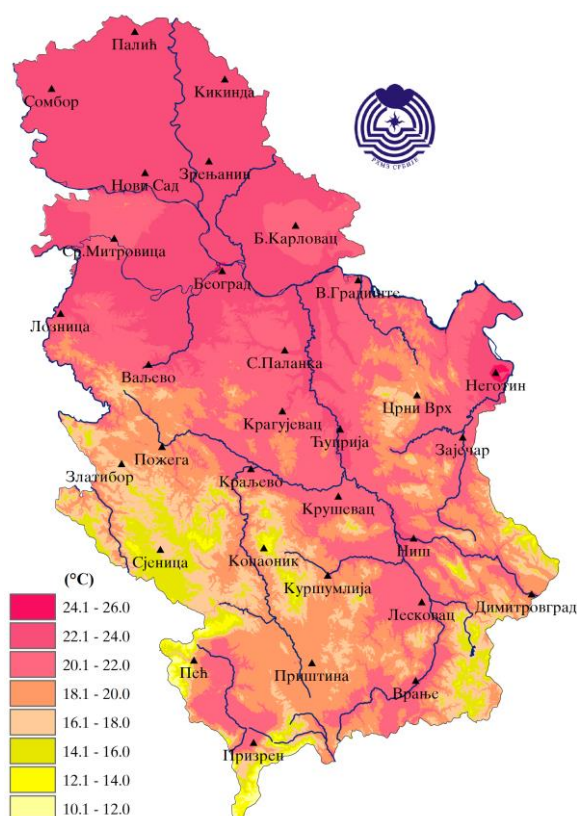 Палић
Кикинда
Сомбор
Зрењанин
Нови Сад
Б.Карловац
Ср.Митровица
Београд
В.Градиште
Лозница
С.Паланка
Ваљево
Неготин
Црни Врх
Крагујевац
Ћуприја
Зајечар
Пожега
Златибор
Краљево
Крушевац
Ниш
Сјеница
Копаоник
Куршумлија
Димитровград
Лесковац
Пећ
Приштина
Врање
Призрен
РХМЗ СРБИЈЕ
(°C)
24.1 - 26.0
22.1 - 24.0
20.1 - 22.0
18.1 - 20.0
16.1 - 18.0
14.1 - 16.0
12.1 - 14.0
10.1 - 12.0